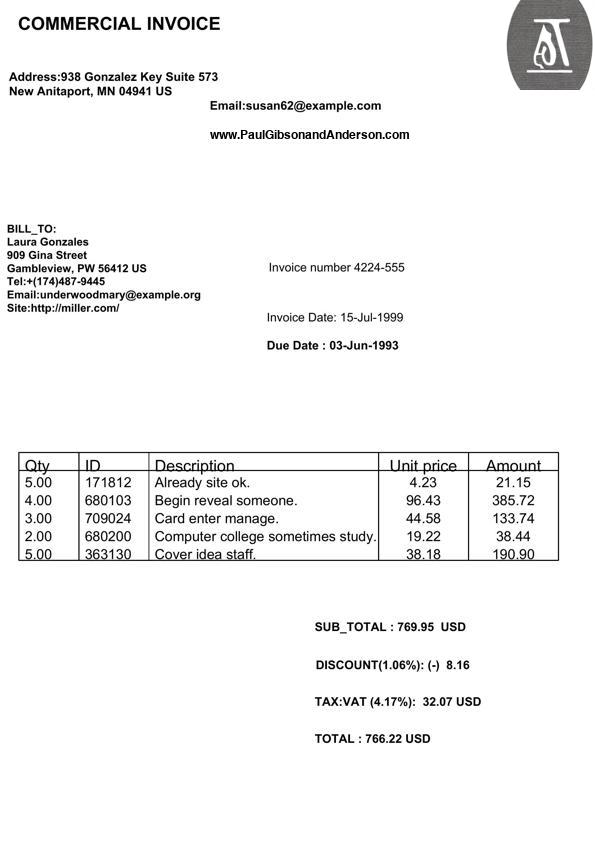 COMMERCIAL INVOICE
Address:938 Gonzalez Key Suite 573
New Anitaport, MN 04941 US
Email:susan62@example.com
www.PaulGibsonandAnderson.com
BILL_TO:
Laura Gonzales
909 Gina Street
Gambleview, PW 56412 US
Tel:+(174)487-9445
Email:underwoodmary@example.org
Site:http://miller.com/
Invoice number 4224-555
Invoice Date: 15-Jul-1999
Due Date : 03-Jun-1993
Qty ID Description Unit price Amount
5.00 171812 Already site ok. 4.23 21.15
4.00 680103 Begin reveal someone. 96.43 385.72
3.00 709024 Card enter manage. 44.58 133.74
2.00 680200 Computer college sometimes study. 19.22 38.44
5.00 363130 Cover idea staff. 38.18 190.90
SUB_TOTAL : 769.95 USD
DISCOUNT(1.06%): (-) 8.16
TAX:VAT (4.17%): 32.07 USD
TOTAL : 766.22 USD